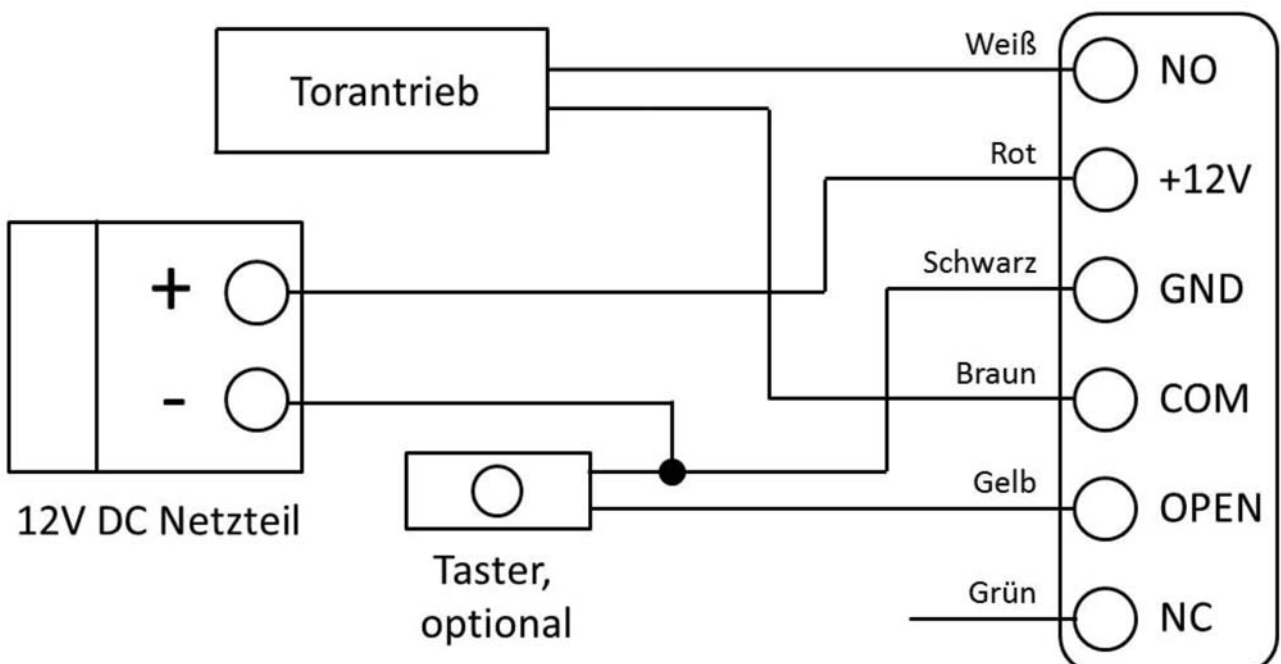 Torantrieb
Weiß
NO
Rot
+12V
+
Schwarz
GND
-
Braun
COM
12V DC Netzteil
Gelb
OPEN
Taster,
optional
Grün
NC